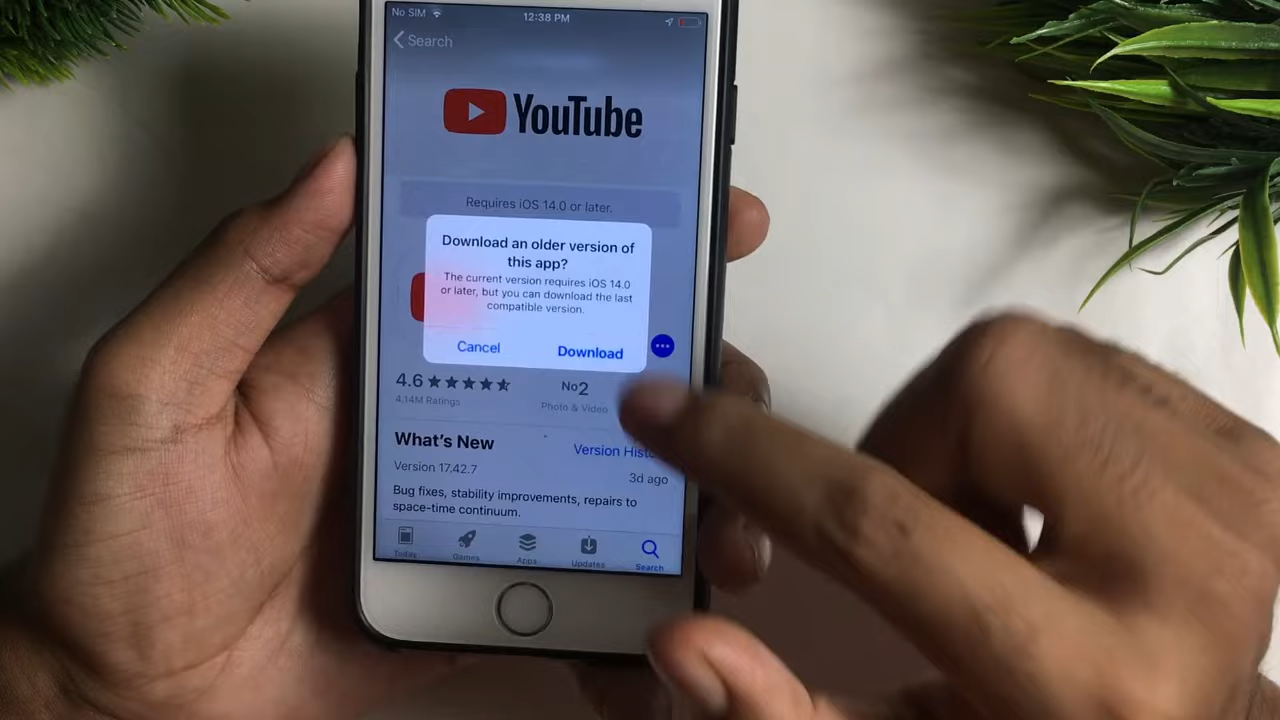 No SIM 12:38 PM
Search
YouTube
Requires iOS 14.0 or later.
Download an older version of
this app?
The current version requires iOS 14.0
or later, but you can download the last
compatible version.
Cancel Download
4.6 No2
4.14M Ratings Photo & Video
What's New Version Histo
Version 17.42.7 3d ago
Bug fixes, stability improvements, repairs to
space-time continuum.
Today Games Apps Updates Search